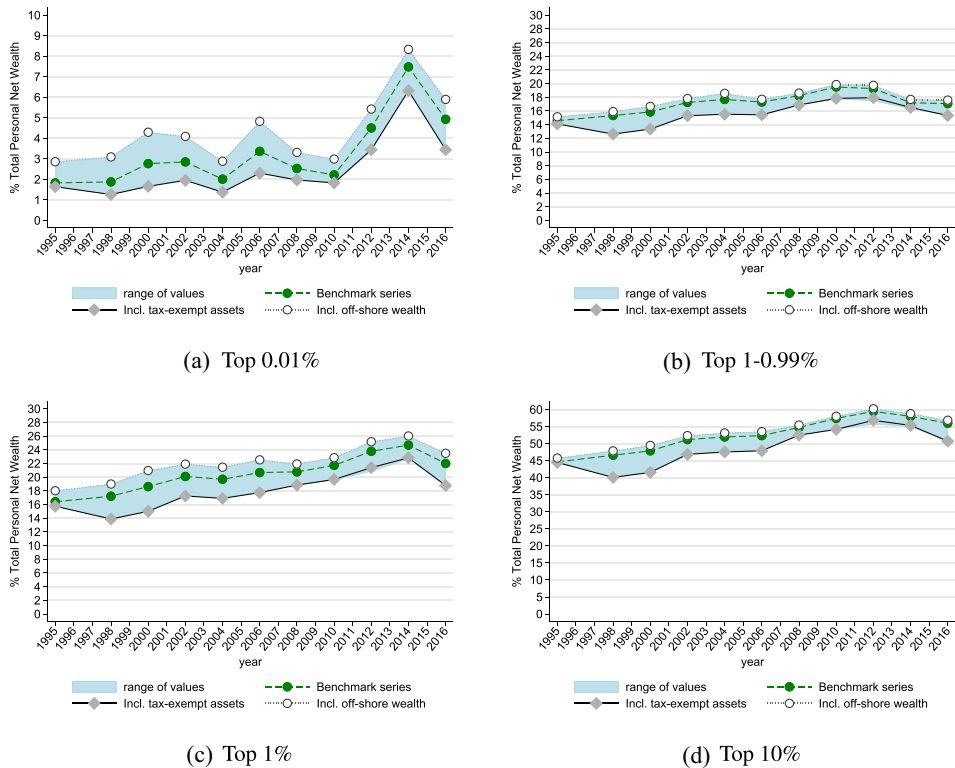 % Total Personal Net Wealth
10
9
8
7
6
5
4
3
2
1
0
1995 1996 1997 1998 1999 2000 2001 2002 2003 2004 2005 2006 2007 2008 2009 2010 2011 2012 2013 2014 2015 2016
year
range of values Benchmark series
Incl. tax-exempt assets Incl. off-shore wealth
(a) Top 0.01%
% Total Personal Net Wealth
30
28
26
24
22
20
18
16
14
12
10
8
6
4
2
0
1995 1996 1997 1998 1999 2000 2001 2002 2003 2004 2005 2006 2007 2008 2009 2010 2011 2012 2013 2014 2015 2016
year
range of values Benchmark series
Incl. tax-exempt assets Incl. off-shore wealth
(b) Top 1-0.99%
% Total Personal Net Wealth
30
28
26
24
22
20
18
16
14
12
10
8
6
4
2
0
1995 1996 1997 1998 1999 2000 2001 2002 2003 2004 2005 2006 2007 2008 2009 2010 2011 2012 2013 2014 2015 2016
year
range of values Benchmark series
Incl. tax-exempt assets Incl. off-shore wealth
(c) Top 1%
% Total Personal Net Wealth
60
55
50
45
40
35
30
25
20
15
10
5
0
1995 1996 1997 1998 1999 2000 2001 2002 2003 2004 2005 2006 2007 2008 2009 2010 2011 2012 2013 2014 2015 2016
year
range of values Benchmark series
Incl. tax-exempt assets Incl. off-shore wealth
(d) Top 10%